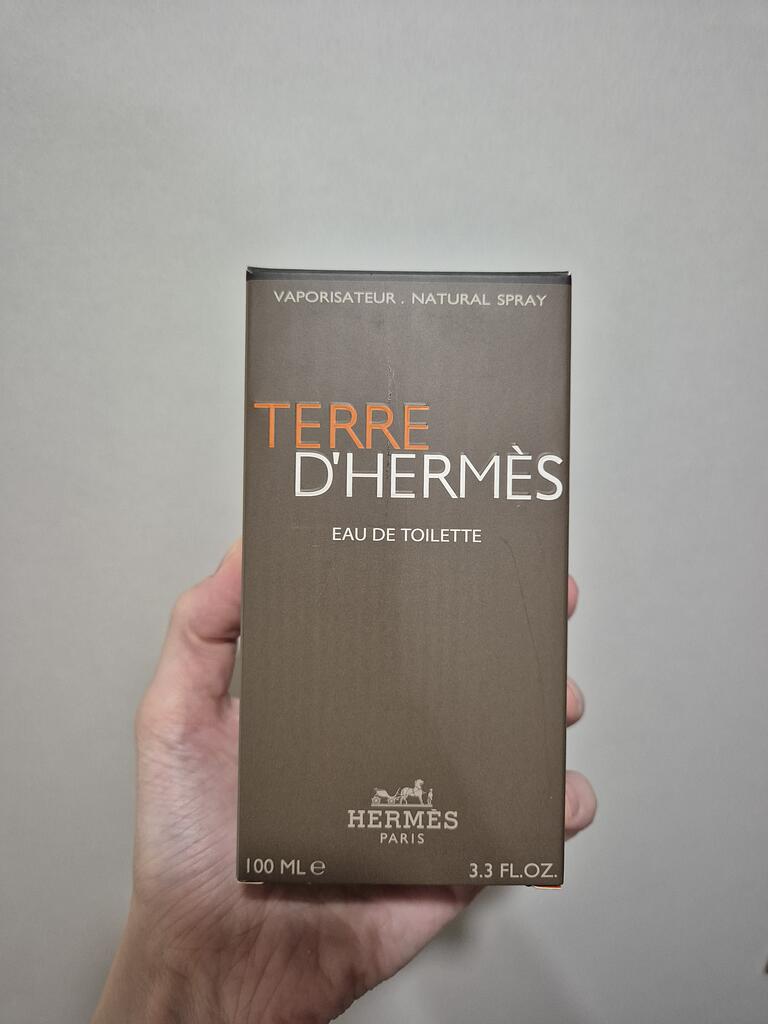 VAPORISATEUR . NATURAL SPRAY
TERRE
D'HERMÈS
EAU DE TOILETTE
HERMÈS
PARIS
100 ML ℮
3.3 FL.OZ.